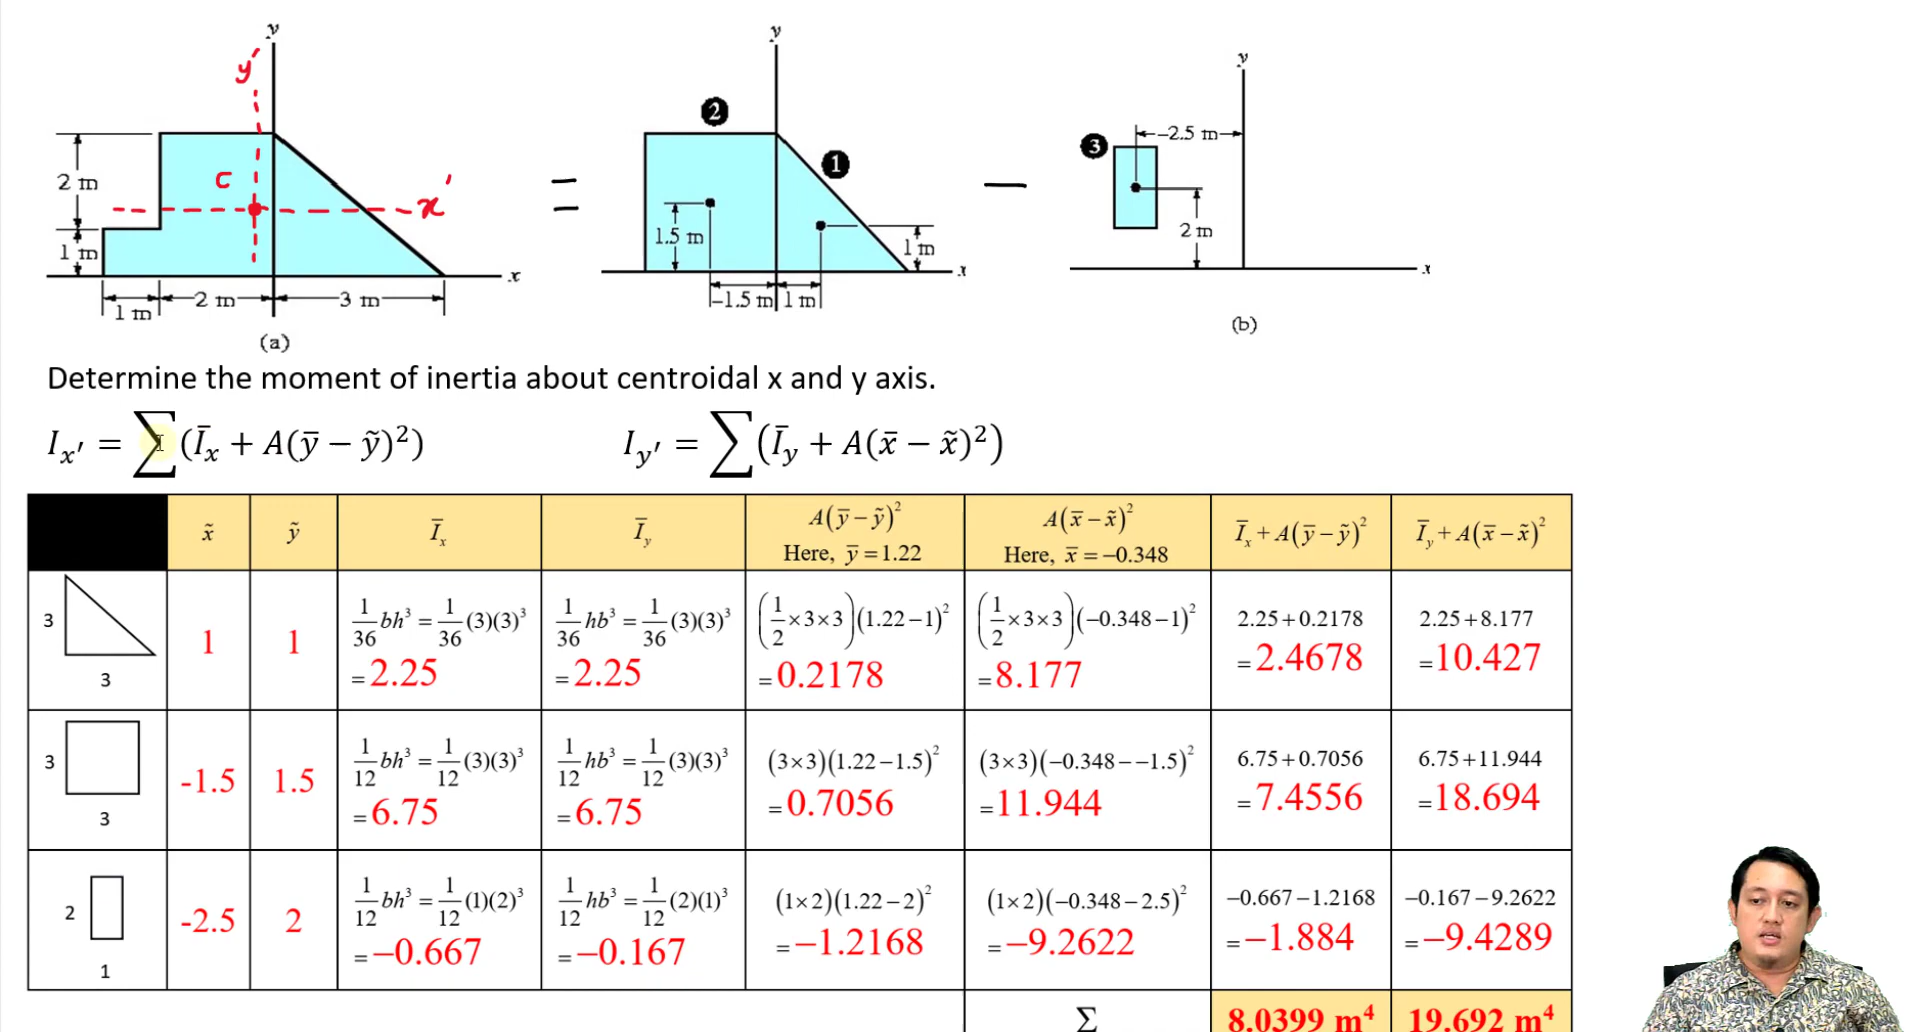 y
y
y
y′
2
3
−2.5 m
1
2 m
C
x′
1.5 m
2 m
1 m
1 m
x
x
x
2 m
3 m
1 m
−1.5 m
1 m
(a)
(b)
Determine the moment of inertia about centroidal x and y axis.
I_x′ = ∑(Ī_x + A(ȳ − ỹ)²)
I_y′ = ∑(Ī_y + A(x̄ − x̃)²)
x̃ ỹ Ī_x Ī_y A(ȳ−ỹ)² Here, ȳ = 1.22 A(x̄−x̃)² Here, x̄ = −0.348 Ī_x + A(ȳ−ỹ)² Ī_y + A(x̄−x̃)²
3
3
1
1
1/36 bh³ = 1/36 (3)(3)³
= 2.25
1/36 hb³ = 1/36 (3)(3)³
= 2.25
(1/2 ×3×3)(1.22−1)²
= 0.2178
(1/2 ×3×3)(−0.348−1)²
= 8.177
2.25+0.2178
= 2.4678
2.25+8.177
= 10.427
3
3
-1.5
1.5
1/12 bh³ = 1/12 (3)(3)³
= 6.75
1/12 hb³ = 1/12 (3)(3)³
= 6.75
(3×3)(1.22−1.5)²
= 0.7056
(3×3)(−0.348−−1.5)²
= 11.944
6.75+0.7056
= 7.4556
6.75+11.944
= 18.694
2
1
-2.5
2
1/12 bh³ = 1/12 (1)(2)³
= −0.667
1/12 hb³ = 1/12 (2)(1)³
= −0.167
(1×2)(1.22−2)²
= −1.2168
(1×2)(−0.348−2.5)²
= −9.2622
−0.667−1.2168
= −1.884
−0.167−9.2622
= −9.4289
Σ
8.0399 m⁴
19.692 m⁴